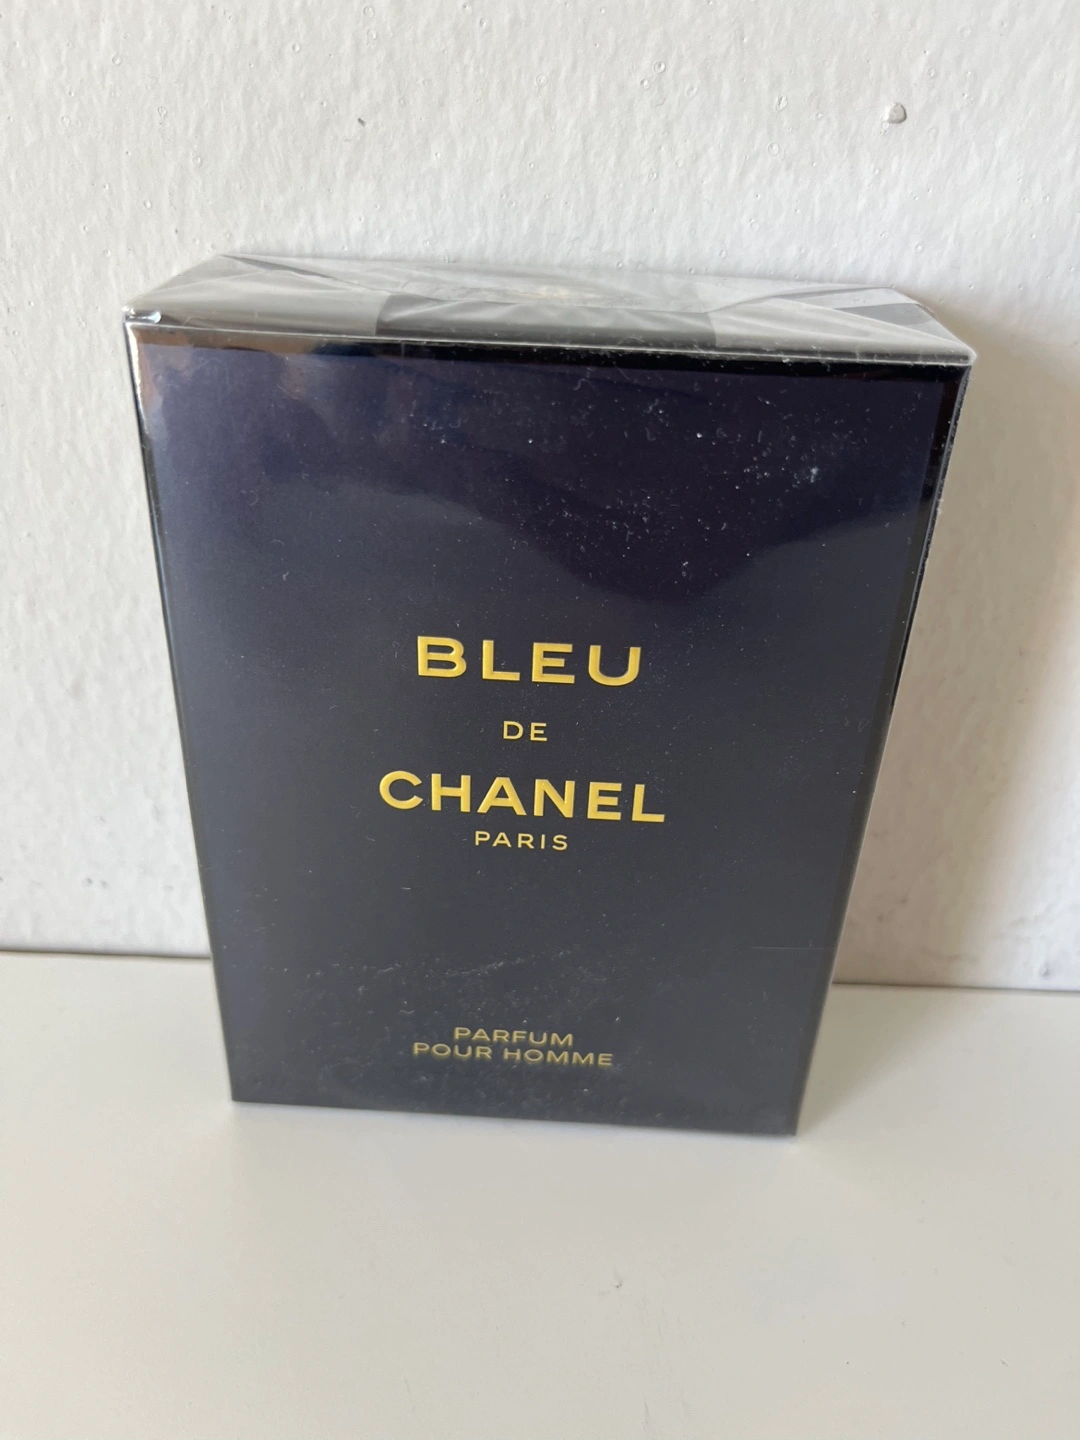 BLEU
DE
CHANEL
PARIS
PARFUM
POUR HOMME